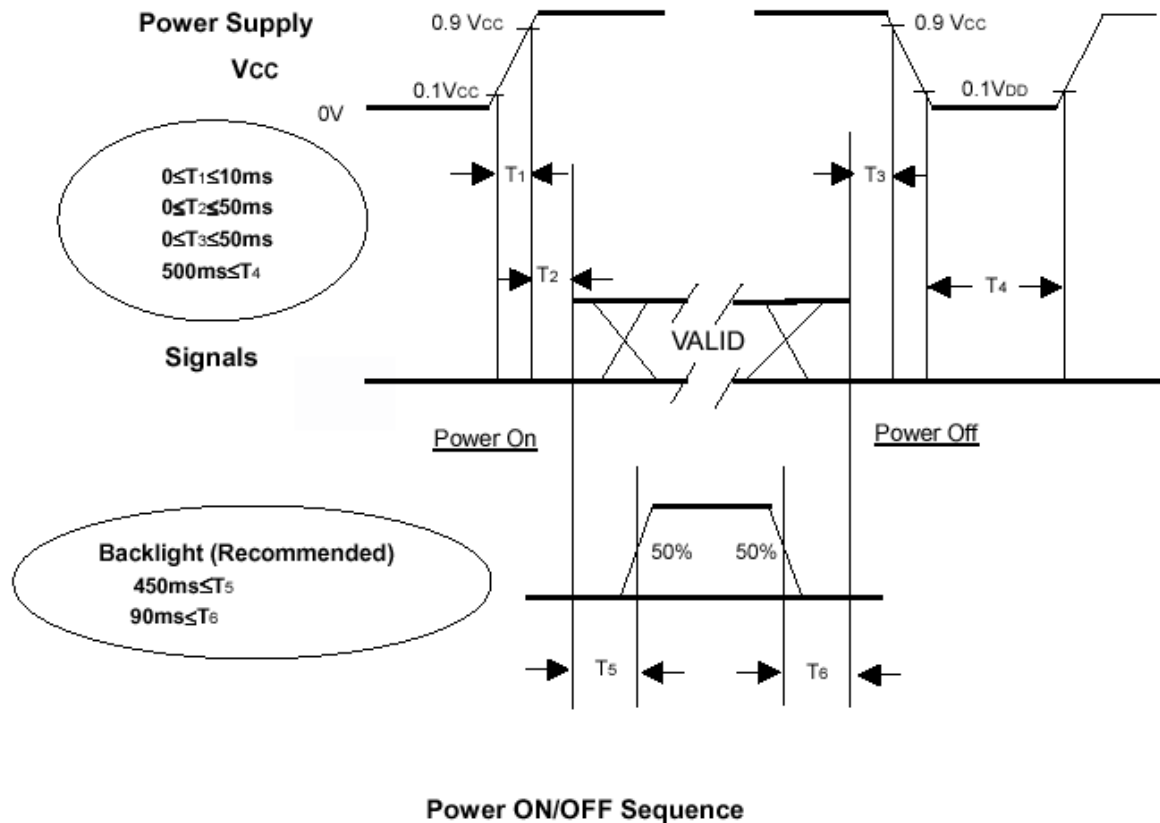 Power Supply
Vcc
0.9 Vcc
0.9 Vcc
0.1Vcc
0.1VDD
0V
0≤T1≤10ms
0≤T2≤50ms
0≤T3≤50ms
500ms≤T4
T1
T3
T2
T4
VALID
Signals
Power On
Power Off
Backlight (Recommended)
450ms≤T5
90ms≤T6
50%
50%
T5
T6
Power ON/OFF Sequence